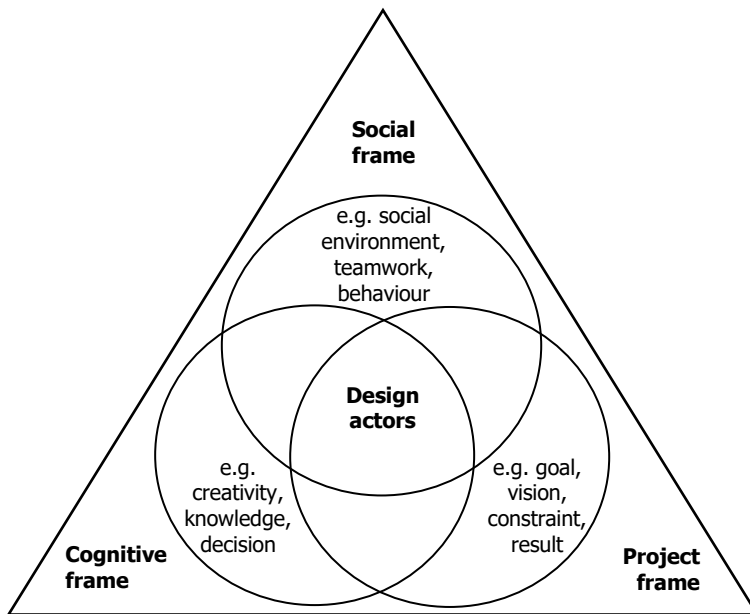 Social
frame
e.g. social
environment,
teamwork,
behaviour
Design
actors
e.g.
creativity,
knowledge,
decision
e.g. goal,
vision,
constraint,
result
Cognitive
frame
Project
frame